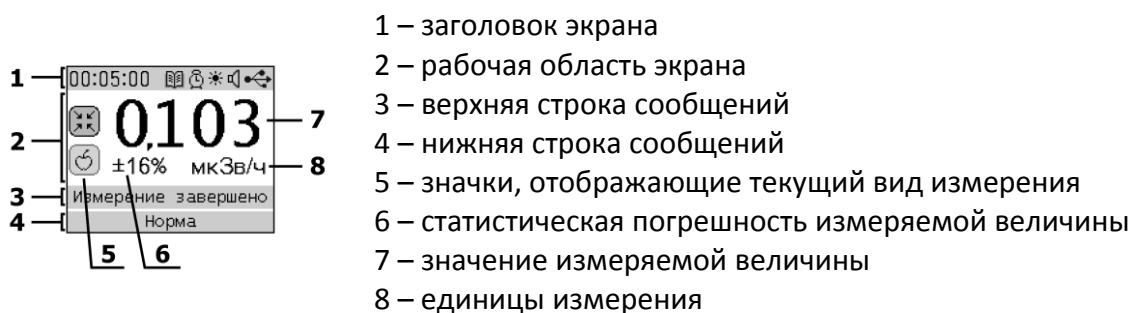 1
00:05:00
2
0,103
7
±16%
мкЗв/ч
8
3
Измерение завершено
4
Норма
5
6
1 – заголовок экрана
2 – рабочая область экрана
3 – верхняя строка сообщений
4 – нижняя строка сообщений
5 – значки, отображающие текущий вид измерения
6 – статистическая погрешность измеряемой величины
7 – значение измеряемой величины
8 – единицы измерения